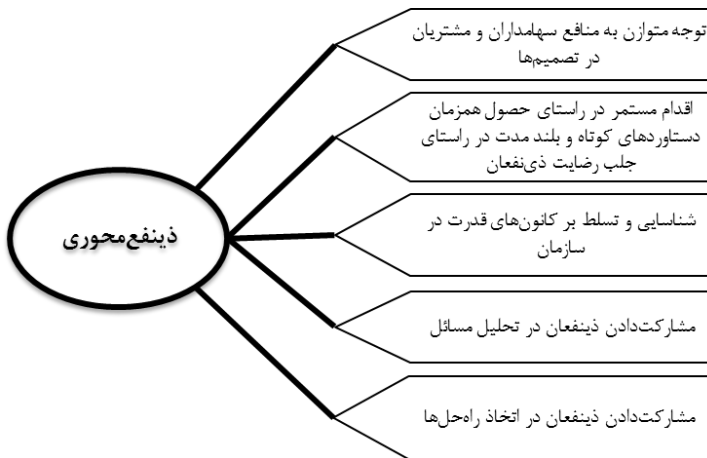 توجه متوازن به منافع سهامداران و مشتریان
در تصمیم‌ها
اقدام مستمر در راستای حصول همزمان
دستاوردهای کوتاه و بلند مدت در راستای
جلب رضایت ذی‌نفعان
ذینفع‌محوری
شناسایی و تسلط بر کانون‌های قدرت در
سازمان
مشارکت‌دادن ذینفعان در تحلیل مسائل
مشارکت‌دادن ذینفعان در اتخاذ راه‌حل‌ها